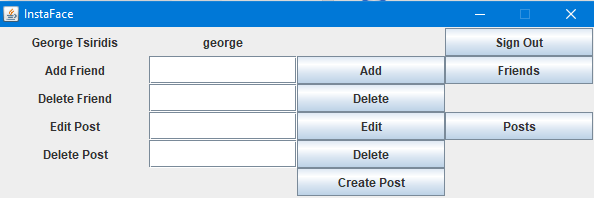 InstaFace
George Tsiridis george Sign Out
Add Friend Add Friends
Delete Friend Delete
Edit Post Edit Posts
Delete Post Delete
Create Post